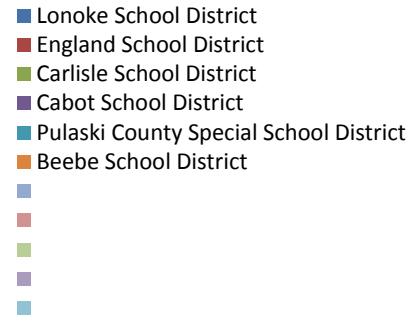 Lonoke School District
England School District
Carlisle School District
Cabot School District
Pulaski County Special School District
Beebe School District